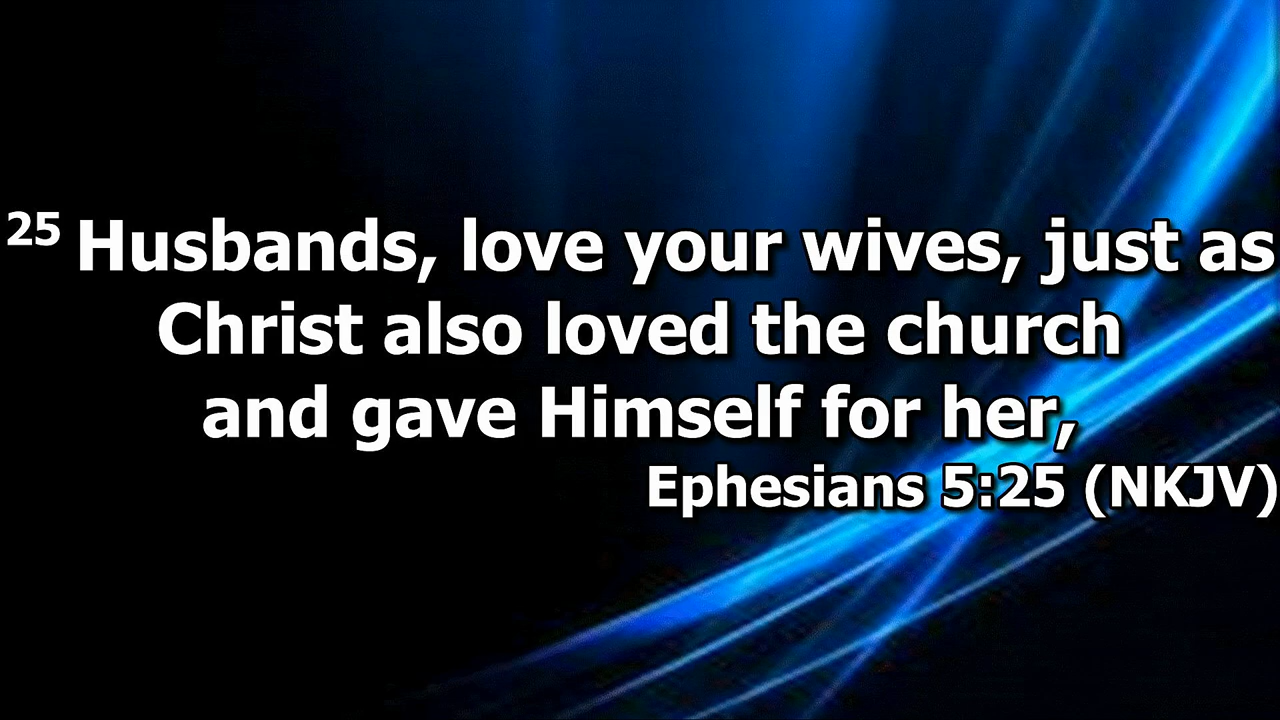 25 Husbands, love your wives, just as
Christ also loved the church
and gave Himself for her,
Ephesians 5:25 (NKJV)